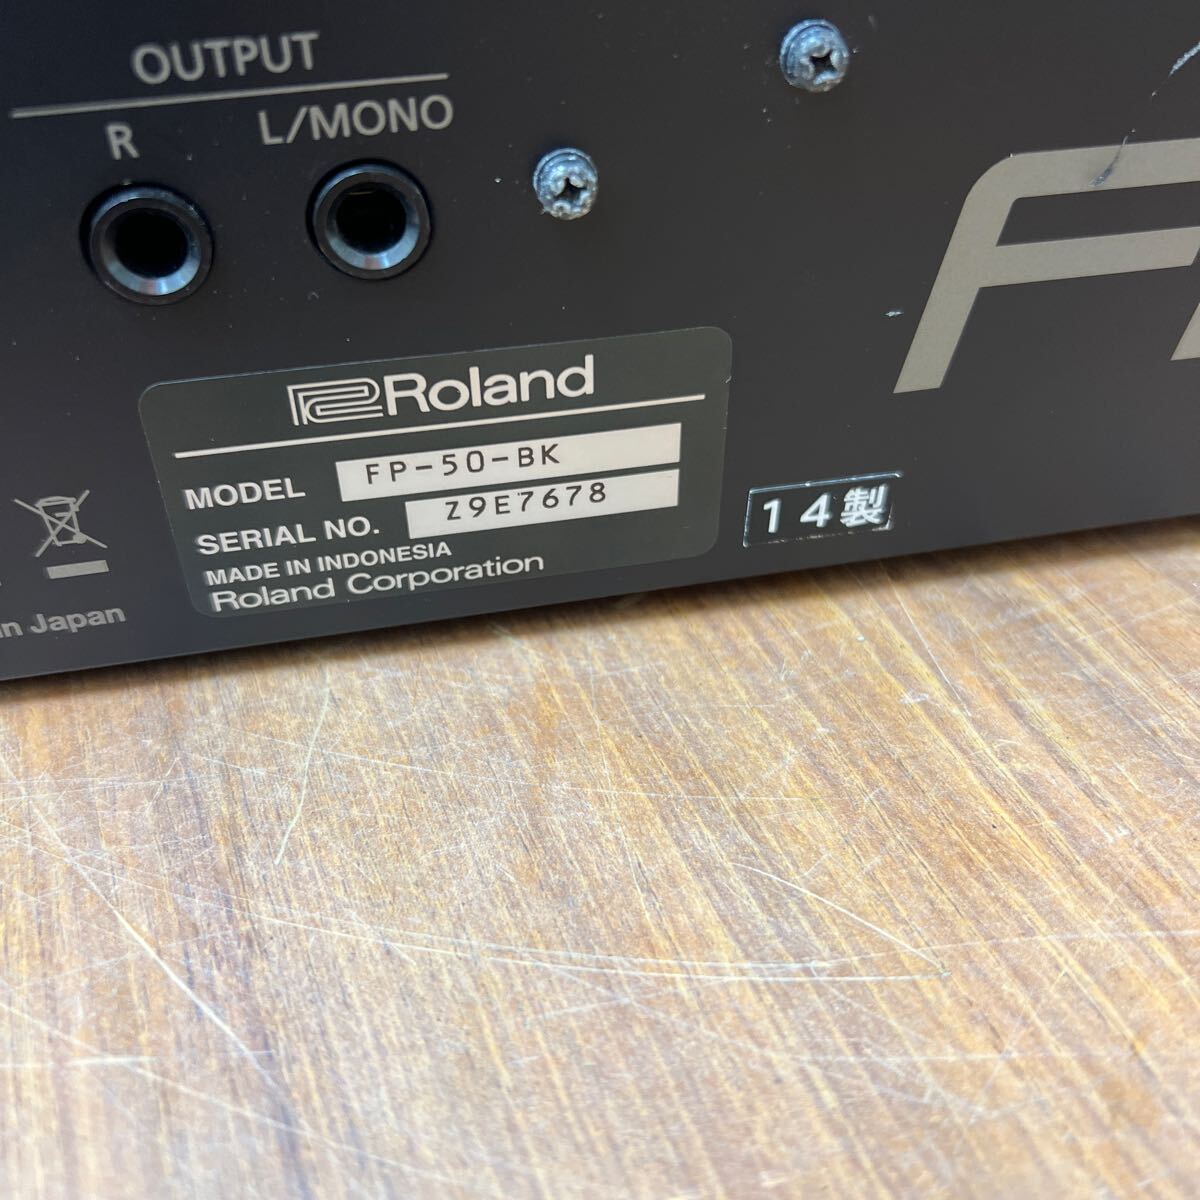 OUTPUT
R L/MONO
Roland
MODEL FP-50-BK
SERIAL NO. Z9E7678
MADE IN INDONESIA
Roland Corporation
14製
in Japan